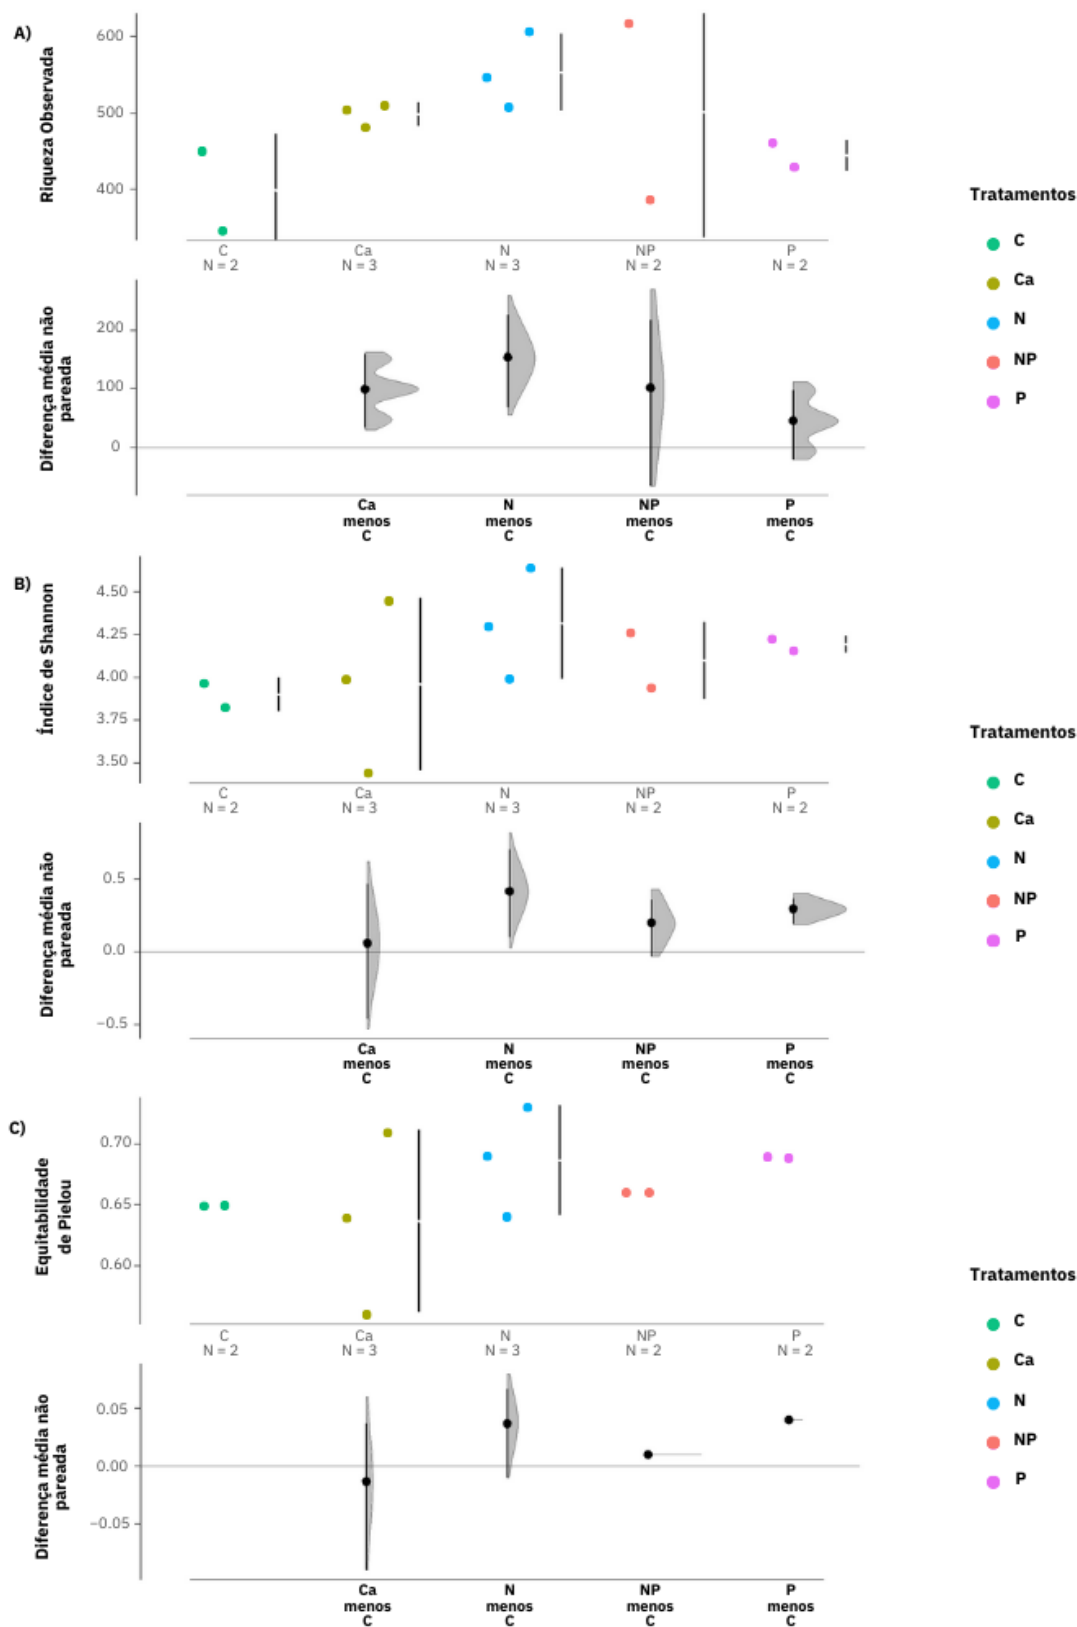 A)
Riqueza Observada
600
500
400
C
N = 2
Ca
N = 3
N
N = 3
NP
N = 2
P
N = 2
Tratamentos
C
Ca
N
NP
P
Diferença média não
pareada
200
100
0
Ca
menos
C
N
menos
C
NP
menos
C
P
menos
C
B)
Índice de Shannon
4.50
4.25
4.00
3.75
3.50
C
N = 2
Ca
N = 3
N
N = 3
NP
N = 2
P
N = 2
Tratamentos
C
Ca
N
NP
P
Diferença média não
pareada
0.5
0.0
−0.5
Ca
menos
C
N
menos
C
NP
menos
C
P
menos
C
C)
Equitabilidade
de Pielou
0.70
0.65
0.60
C
N = 2
Ca
N = 3
N
N = 3
NP
N = 2
P
N = 2
Tratamentos
C
Ca
N
NP
P
Diferença média não
pareada
0.05
0.00
−0.05
Ca
menos
C
N
menos
C
NP
menos
C
P
menos
C